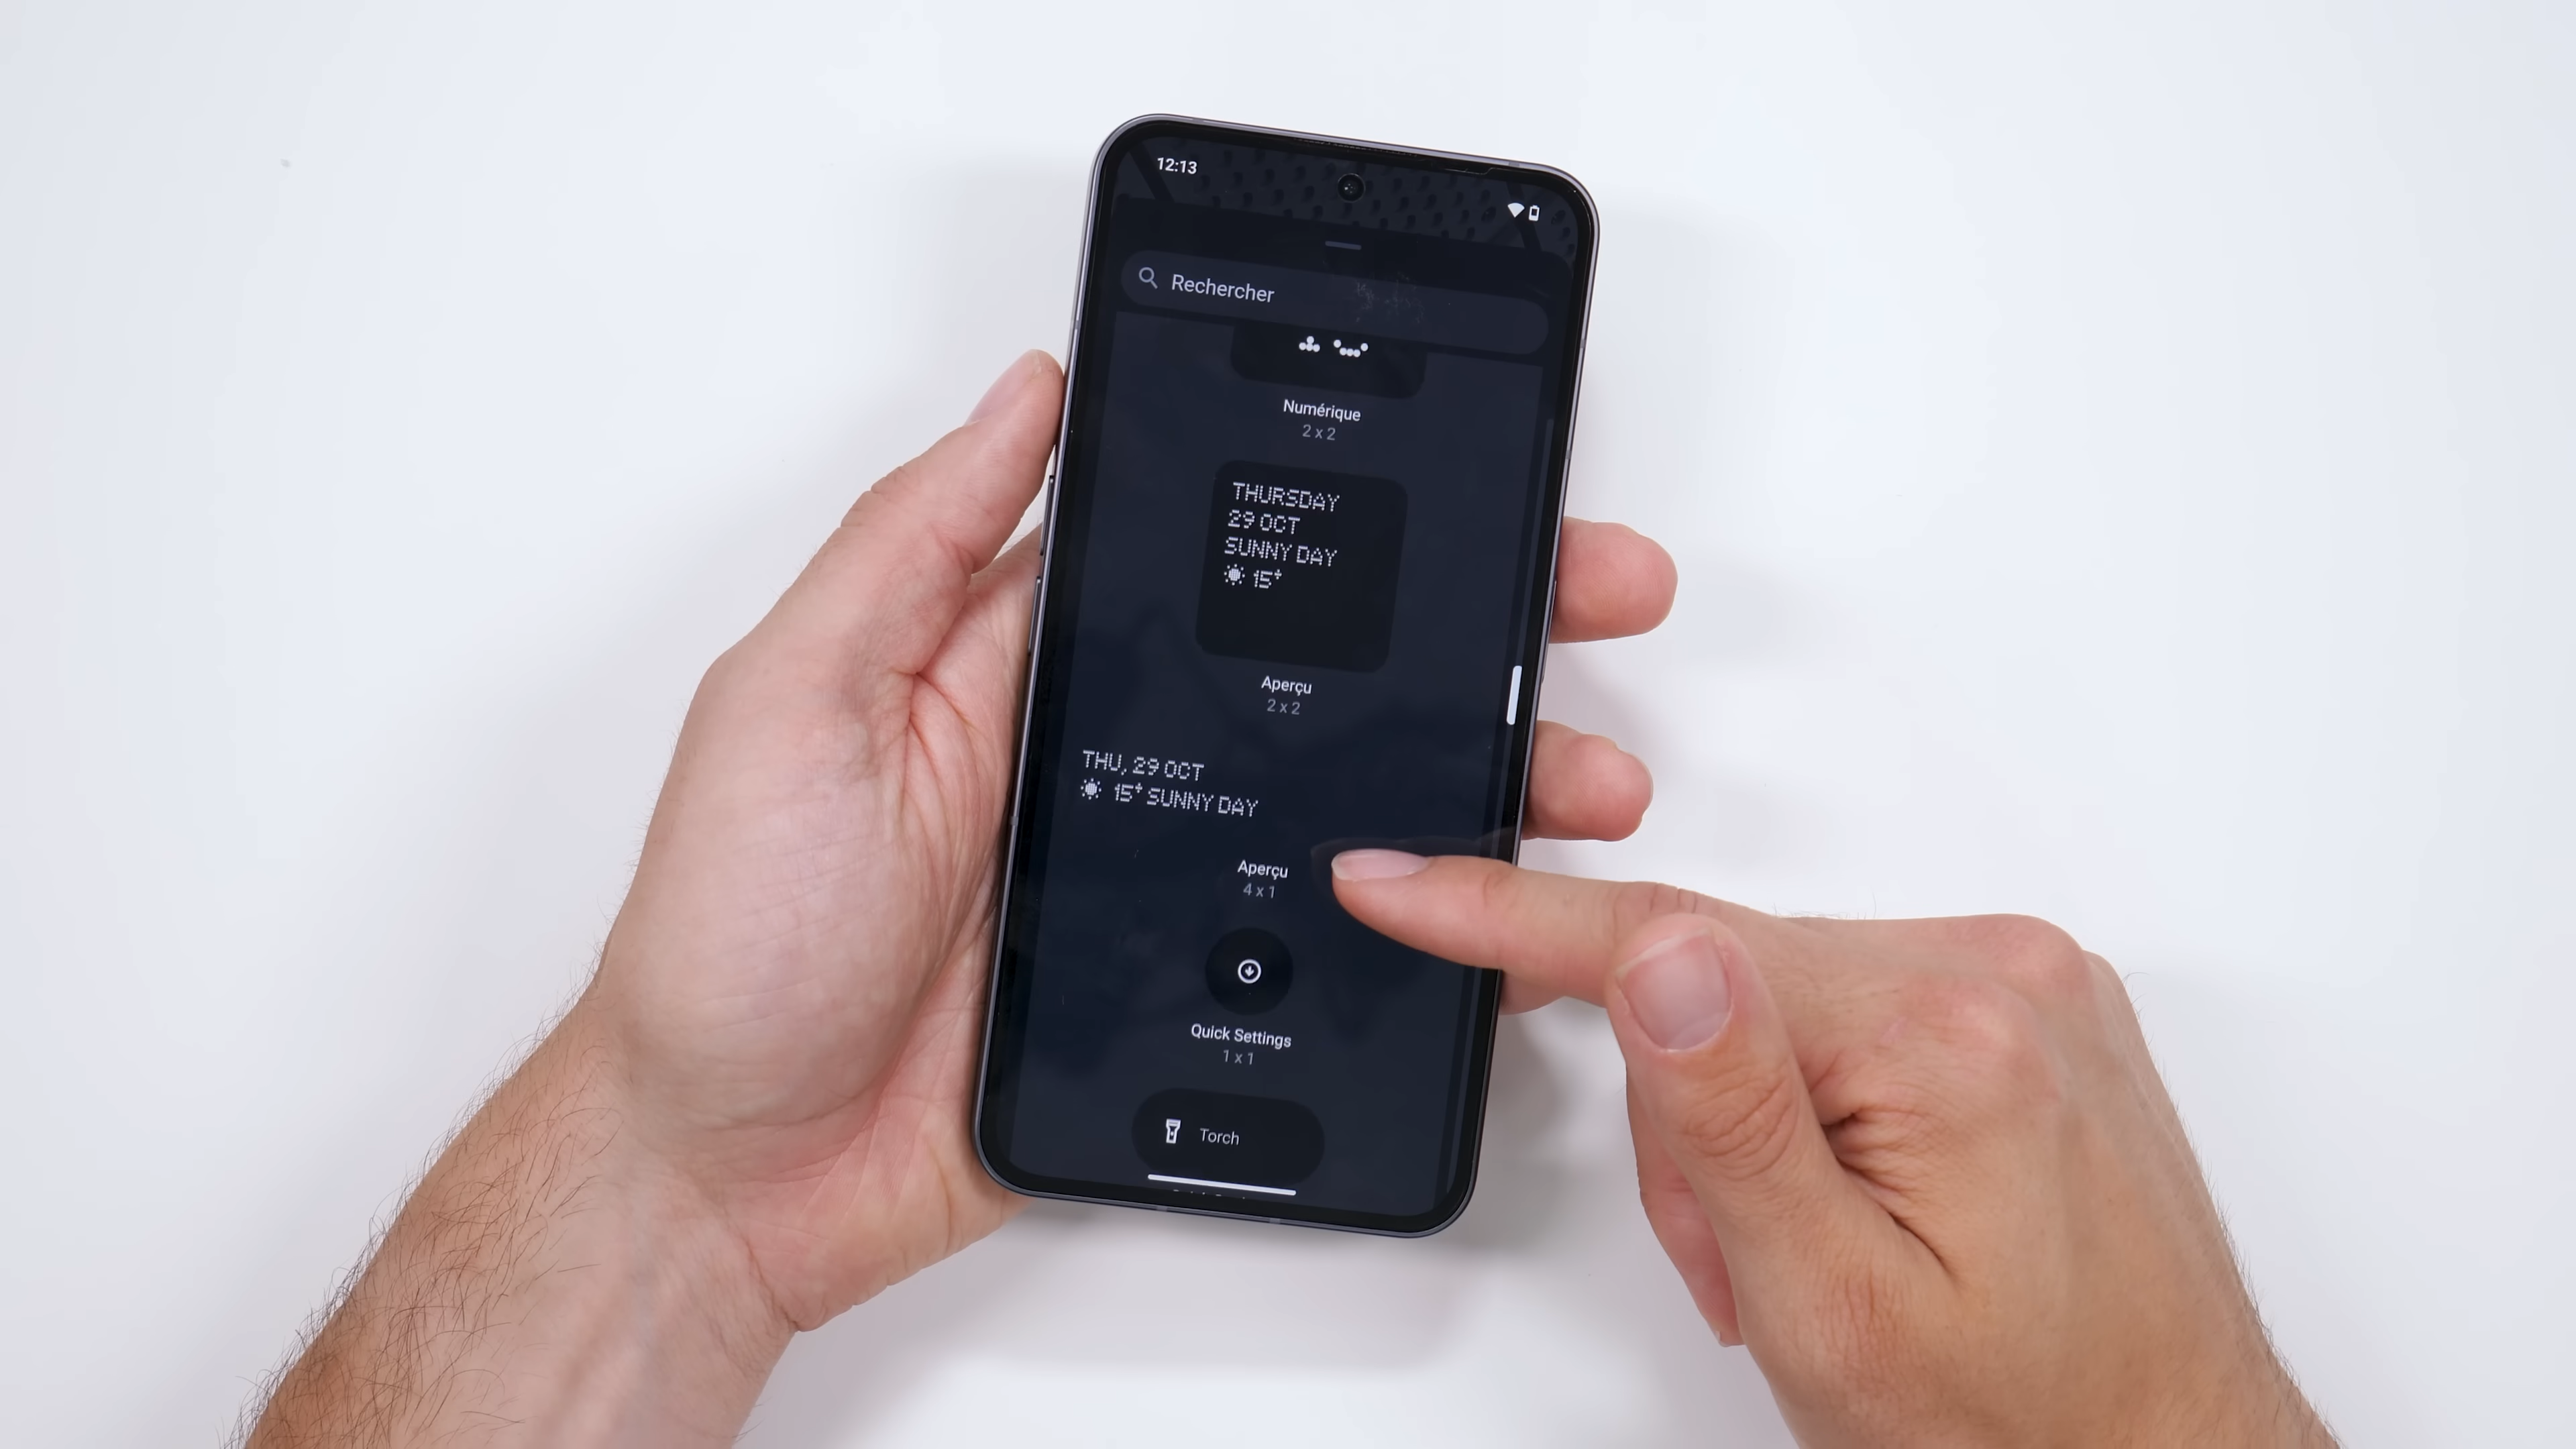 12:13
Rechercher
Numérique
2 x 2
THURSDAY
29 OCT
SUNNY DAY
15°
Aperçu
2 x 2
THU, 29 OCT
15° SUNNY DAY
Aperçu
4 x 1
Quick Settings
1 x 1
Torch